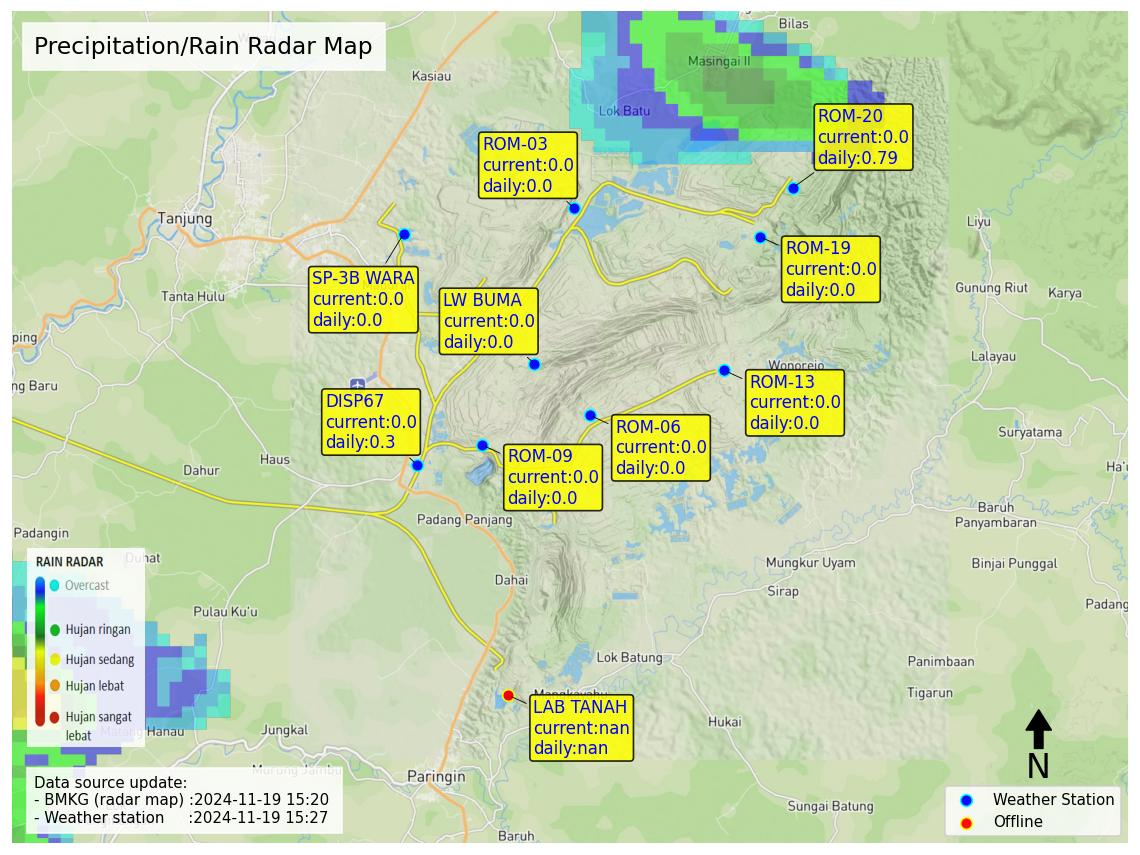 Precipitation/Rain Radar Map
Bilas
Masingai II
Kasiau
Lok Batu
ROM-20
current:0.0
daily:0.79
ROM-03
current:0.0
daily:0.0
Tanjung
Liyu
ROM-19
current:0.0
daily:0.0
SP-3B WARA
current:0.0
daily:0.0
Tanta Hulu
LW BUMA
current:0.0
daily:0.0
Gunung Riut
Karya
ping
Lalayau
Wonorejo
ng Baru
ROM-13
current:0.0
daily:0.0
DISP67
current:0.0
daily:0.3
ROM-06
current:0.0
daily:0.0
Suryatama
Haus
Dahur
ROM-09
current:0.0
daily:0.0
Ha'u
Baruh
Panyambaran
Padang Panjang
Padangin
Duhat
Mungkur Uyam
Binjai Punggal
RAIN RADAR
Overcast
Hujan ringan
Hujan sedang
Hujan lebat
Hujan sangat
lebat
Dahai
Sirap
Padang
Pulau Ku'u
Lok Batung
Panimbaan
Tigarun
Mangkayahu
LAB TANAH
current:nan
daily:nan
Hukai
Jungkal
Matang Hanau
Murung Jambu
Paringin
N
Data source update:
- BMKG (radar map) :2024-11-19 15:20
- Weather station :2024-11-19 15:27
Sungai Batung
Baruh
Weather Station
Offline